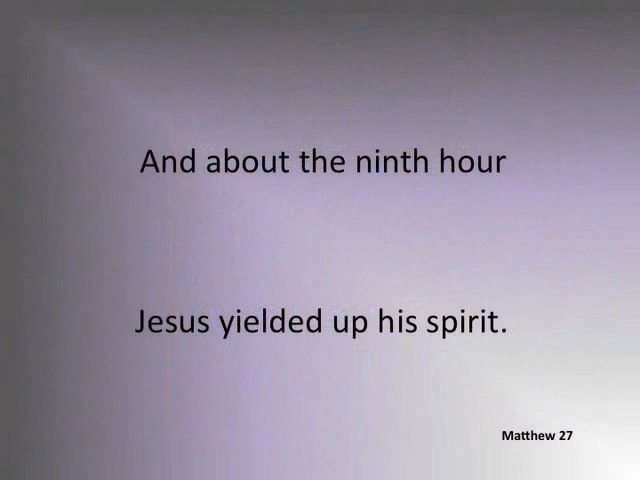 And about the ninth hour
Jesus yielded up his spirit.
Matthew 27